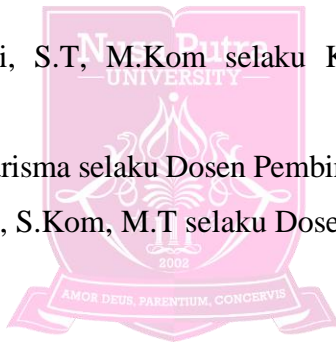 i, S.T, M.Kom selaku K
Nusa Putra
UNIVERSITY
arisma selaku Dosen Pembi
, S.Kom, M.T selaku Dose
2002
AMOR DEUS, PARENTIUM, CONCERVIS